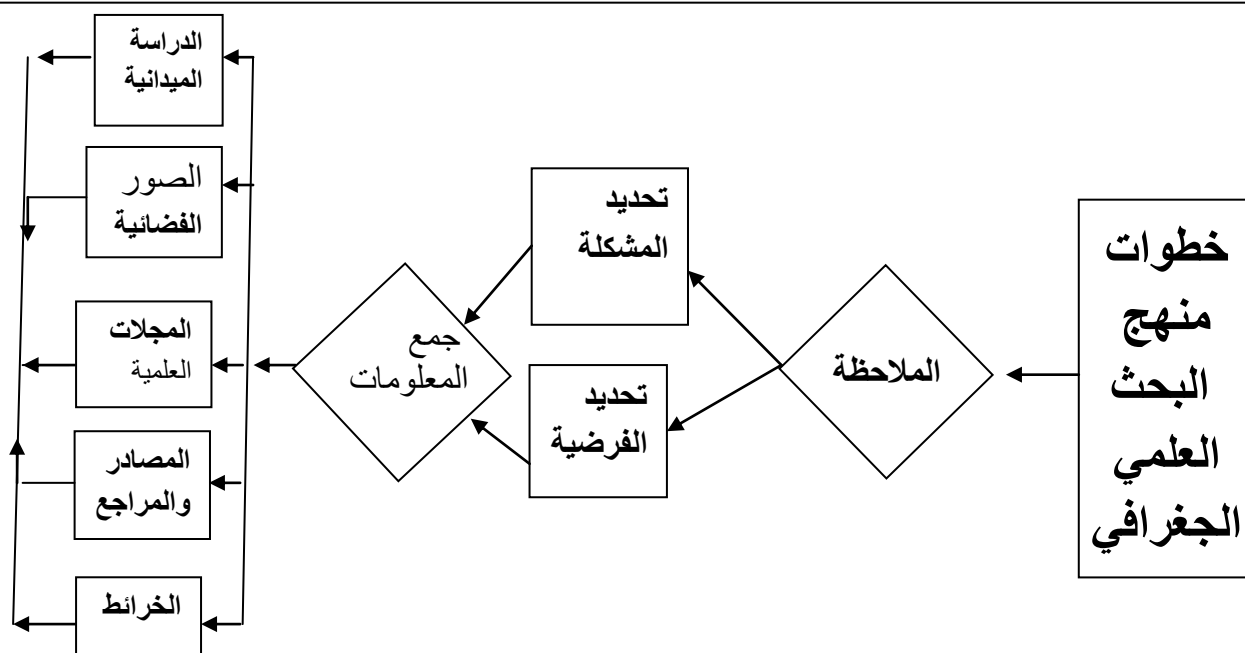 خطوات
منهج
البحث
العلمي
الجغرافي
الملاحظة
تحديد
المشكلة
تحديد
الفرضية
جمع
المعلومات
الدراسة
الميدانية
الصور
الفضائية
المجلات
العلمية
المصادر
والمراجع
الخرائط